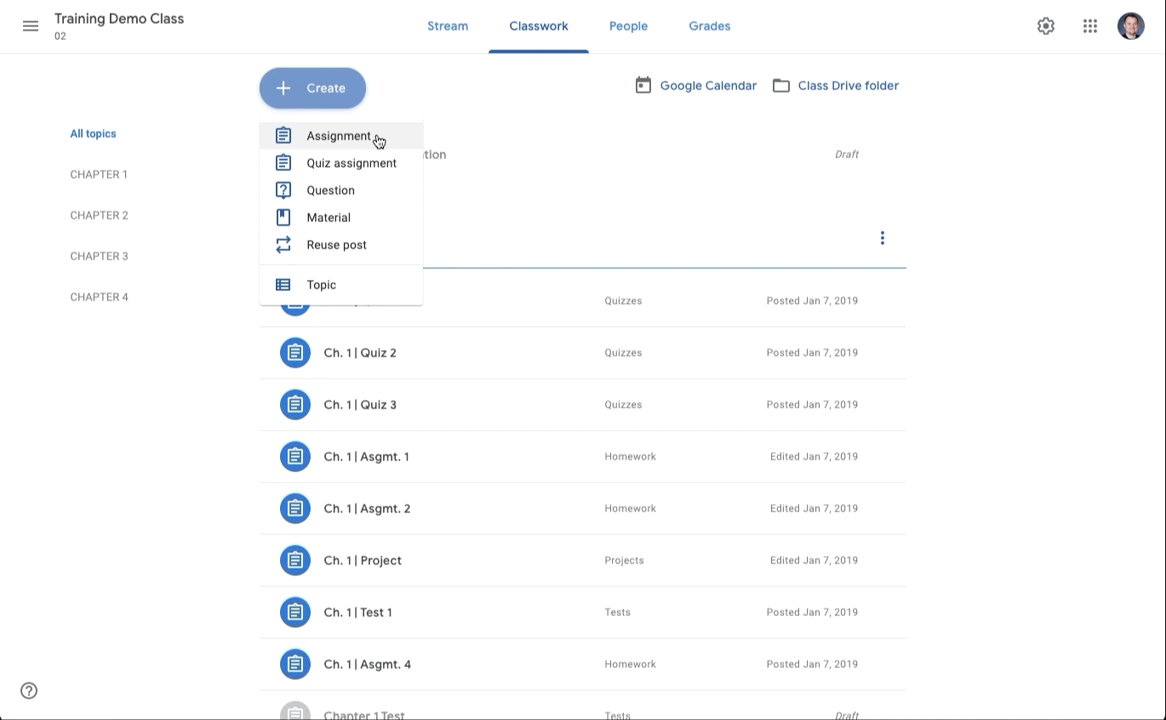 Training Demo Class
02
Stream
Classwork
People
Grades
Create
Google Calendar
Class Drive folder
All topics
CHAPTER 1
CHAPTER 2
CHAPTER 3
CHAPTER 4
Assignment
Quiz assignment
Question
Material
Reuse post
Topic
Draft
Quizzes Posted Jan 7, 2019
Ch. 1 | Quiz 2 Quizzes Posted Jan 7, 2019
Ch. 1 | Quiz 3 Quizzes Posted Jan 7, 2019
Ch. 1 | Asgmt. 1 Homework Edited Jan 7, 2019
Ch. 1 | Asgmt. 2 Homework Edited Jan 7, 2019
Ch. 1 | Project Projects Edited Jan 7, 2019
Ch. 1 | Test 1 Tests Posted Jan 7, 2019
Ch. 1 | Asgmt. 4 Homework Posted Jan 7, 2019
Chapter 1 Test Tests Draft